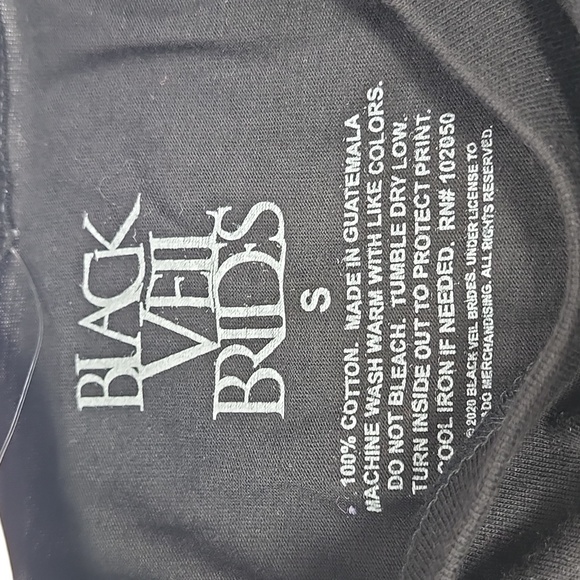 BLACK
VEIL
BRIDES
S
100% COTTON. MADE IN GUATEMALA
MACHINE WASH WARM WITH LIKE COLORS.
DO NOT BLEACH. TUMBLE DRY LOW.
TURN INSIDE OUT TO PROTECT PRINT.
COOL IRON IF NEEDED. RN# 102050
© 2020 BLACK VEIL BRIDES. UNDER LICENSE TO
MERCHANDISING. ALL RIGHTS RESERVED.